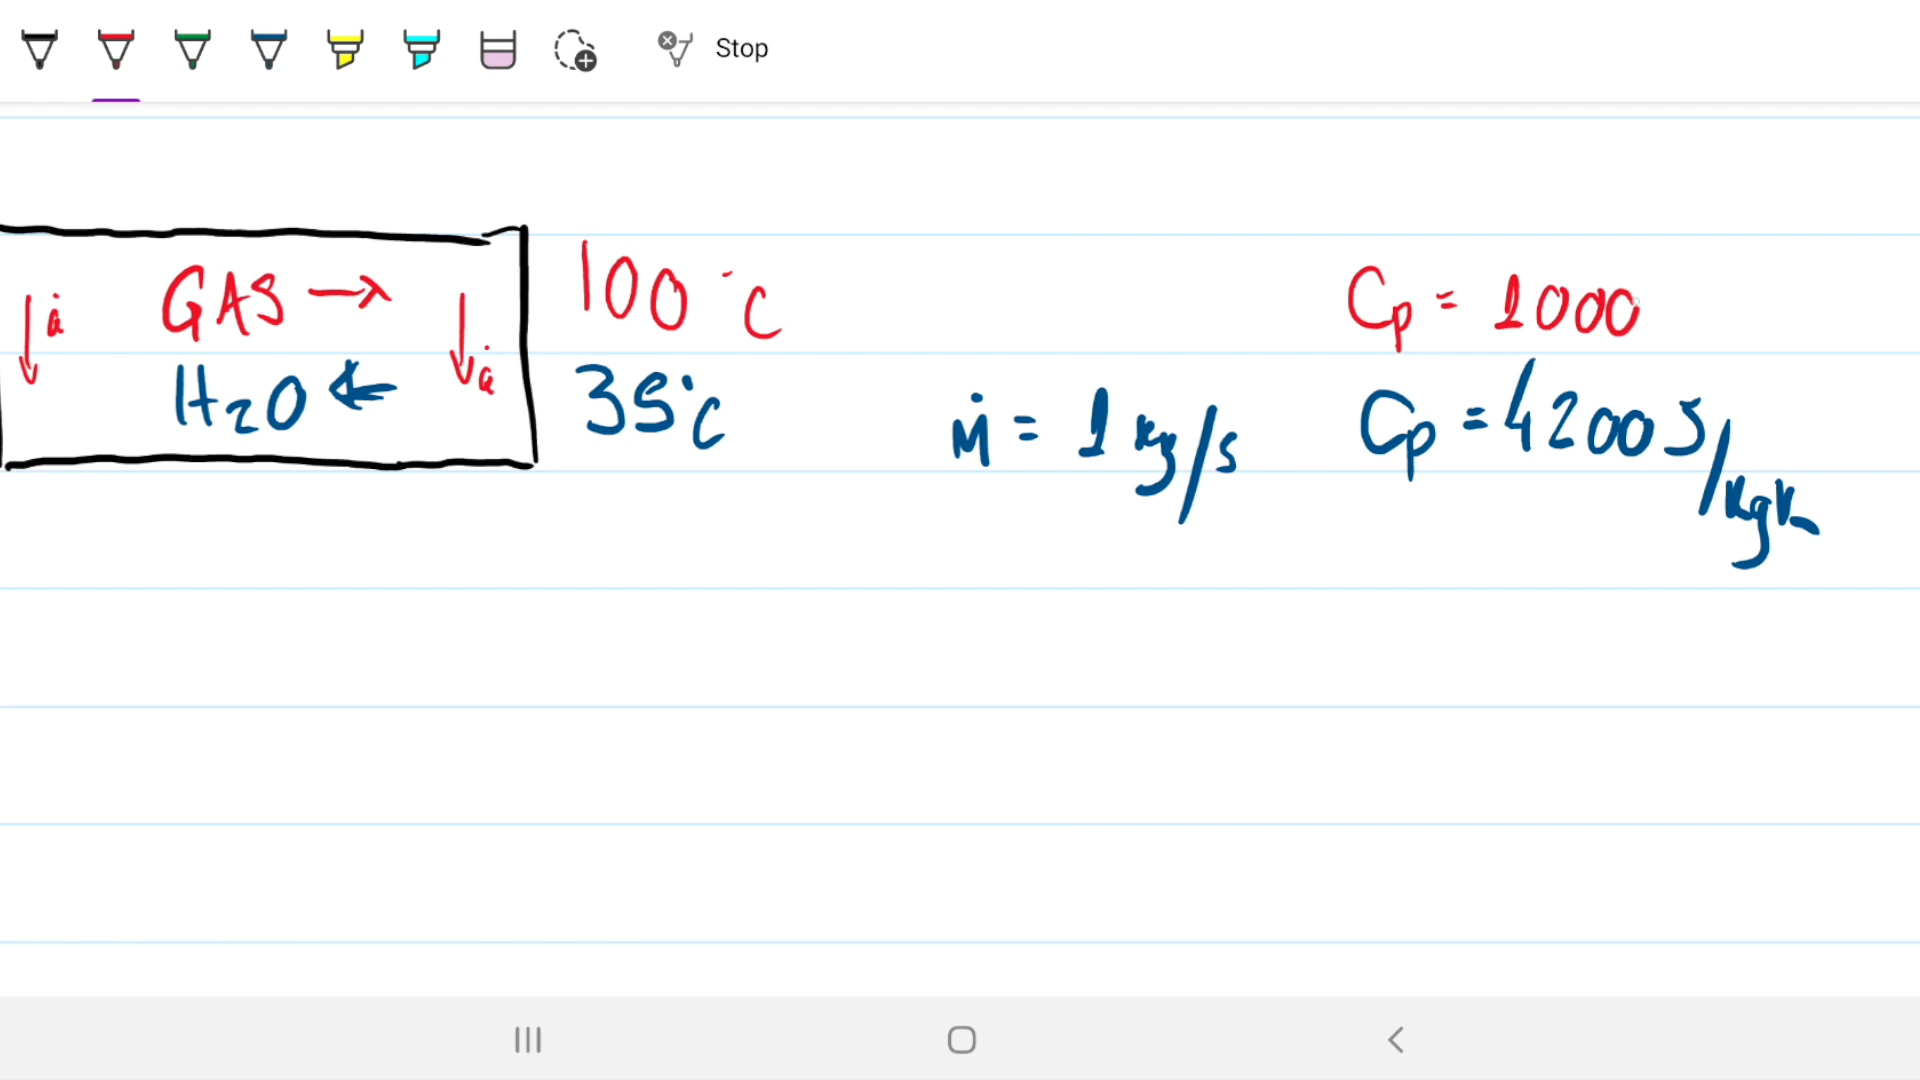 Stop
GAS → 100 °C Cp = 1000
H₂O ← 35 °C ṁ = 1 kg/s Cp = 4200 J/kgK